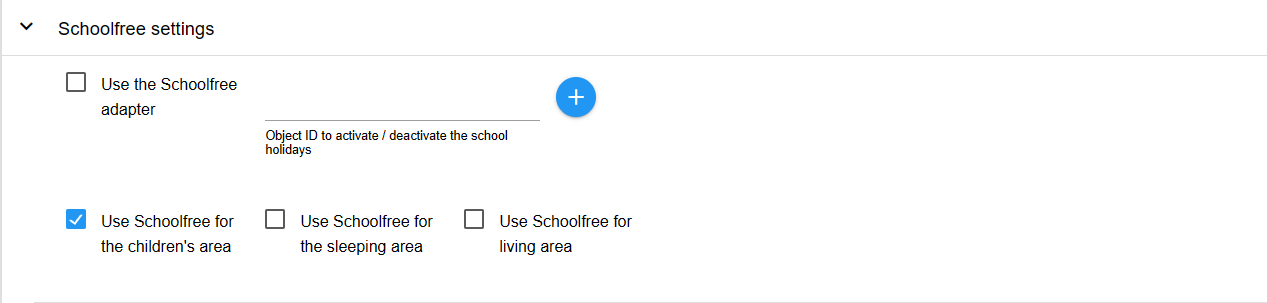 Schoolfree settings
Use the Schoolfree
adapter
Object ID to activate / deactivate the school
holidays
Use Schoolfree for
the children's area
Use Schoolfree for
the sleeping area
Use Schoolfree for
living area